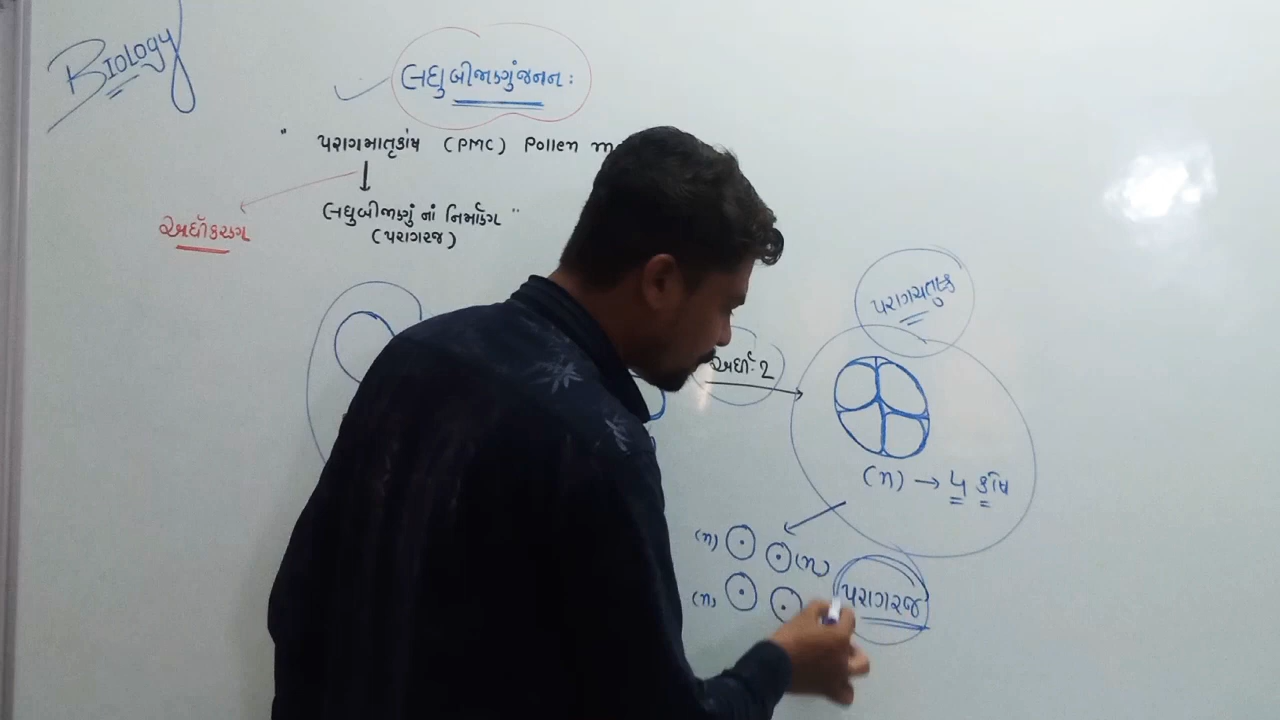 Biology
લઘુબીજાણુંજનન :
" પરાગમાતૃકોષ (PMC) Pollen
લઘુબીજાણું નાં નિર્માણ "
(પરાગરજ)
અર્ધીકરણ
પરાગચતુષ્ક
અર્ધી-2
(n) → 4 કોષ
(n)
(n)
(n)
પરાગરજ